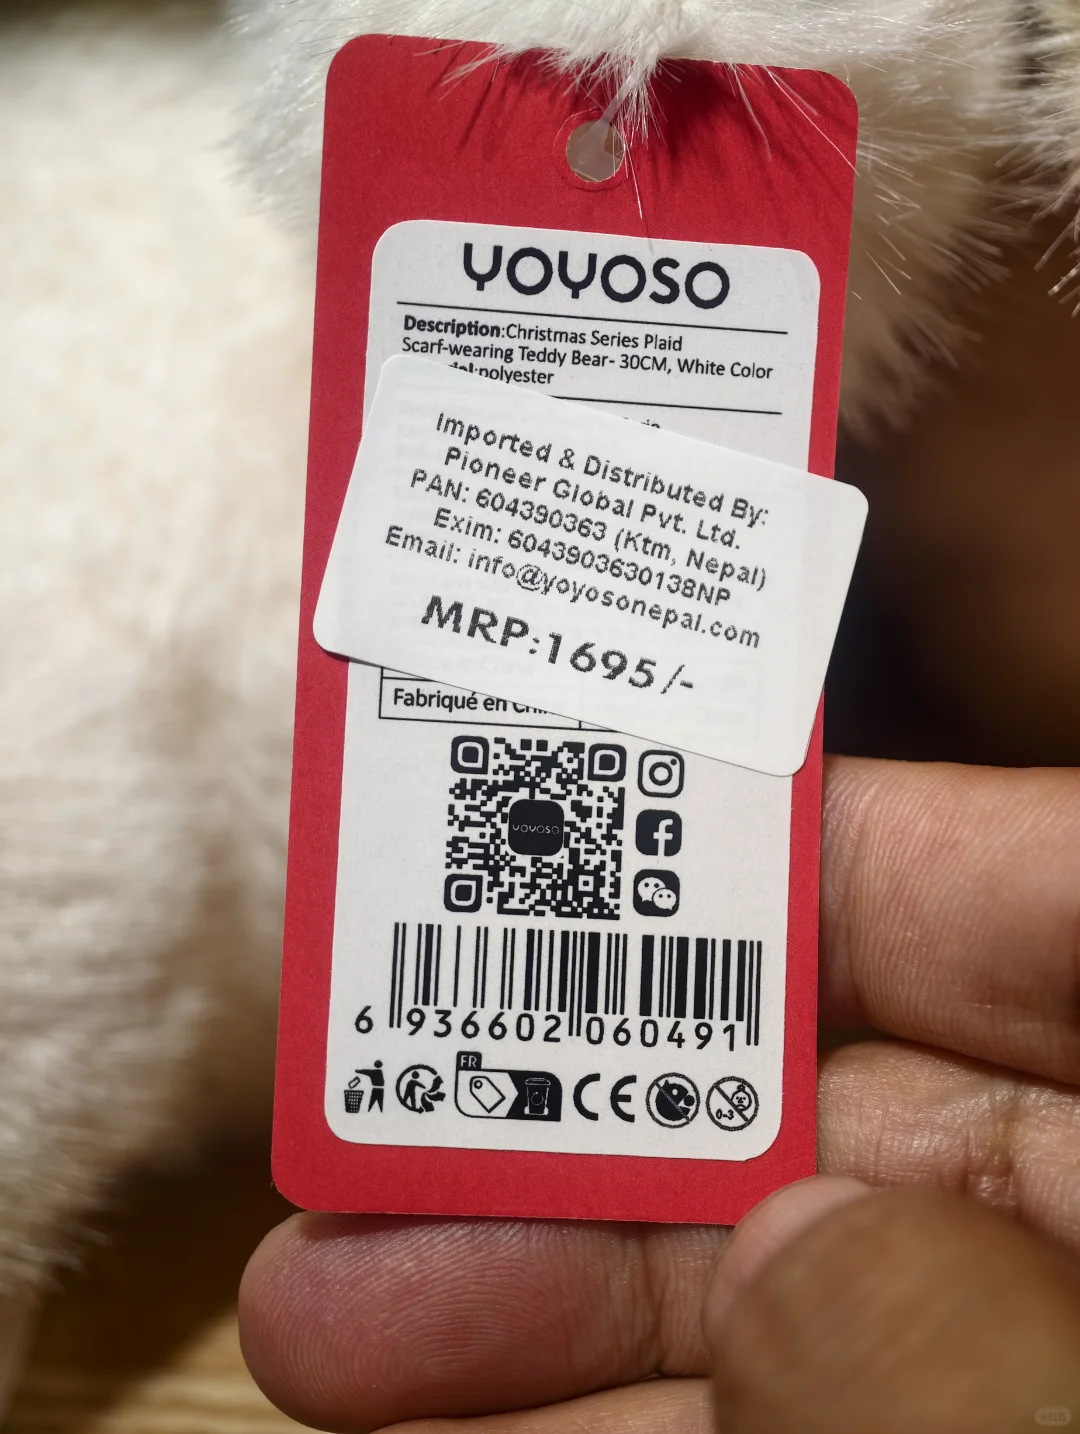 YOYOSO
Description:Christmas Series Plaid
Scarf-wearing Teddy Bear- 30CM, White Color
polyester
Imported & Distributed By:
Pioneer Global Pvt. Ltd.
PAN: 604390363 (Ktm, Nepal)
Exim: 6043903630138NP
Email: info@yoyosonepal.com
MRP:1695/-
Fabriqué en
YOYOSO
6 936602 060491
FR
CE
0-3